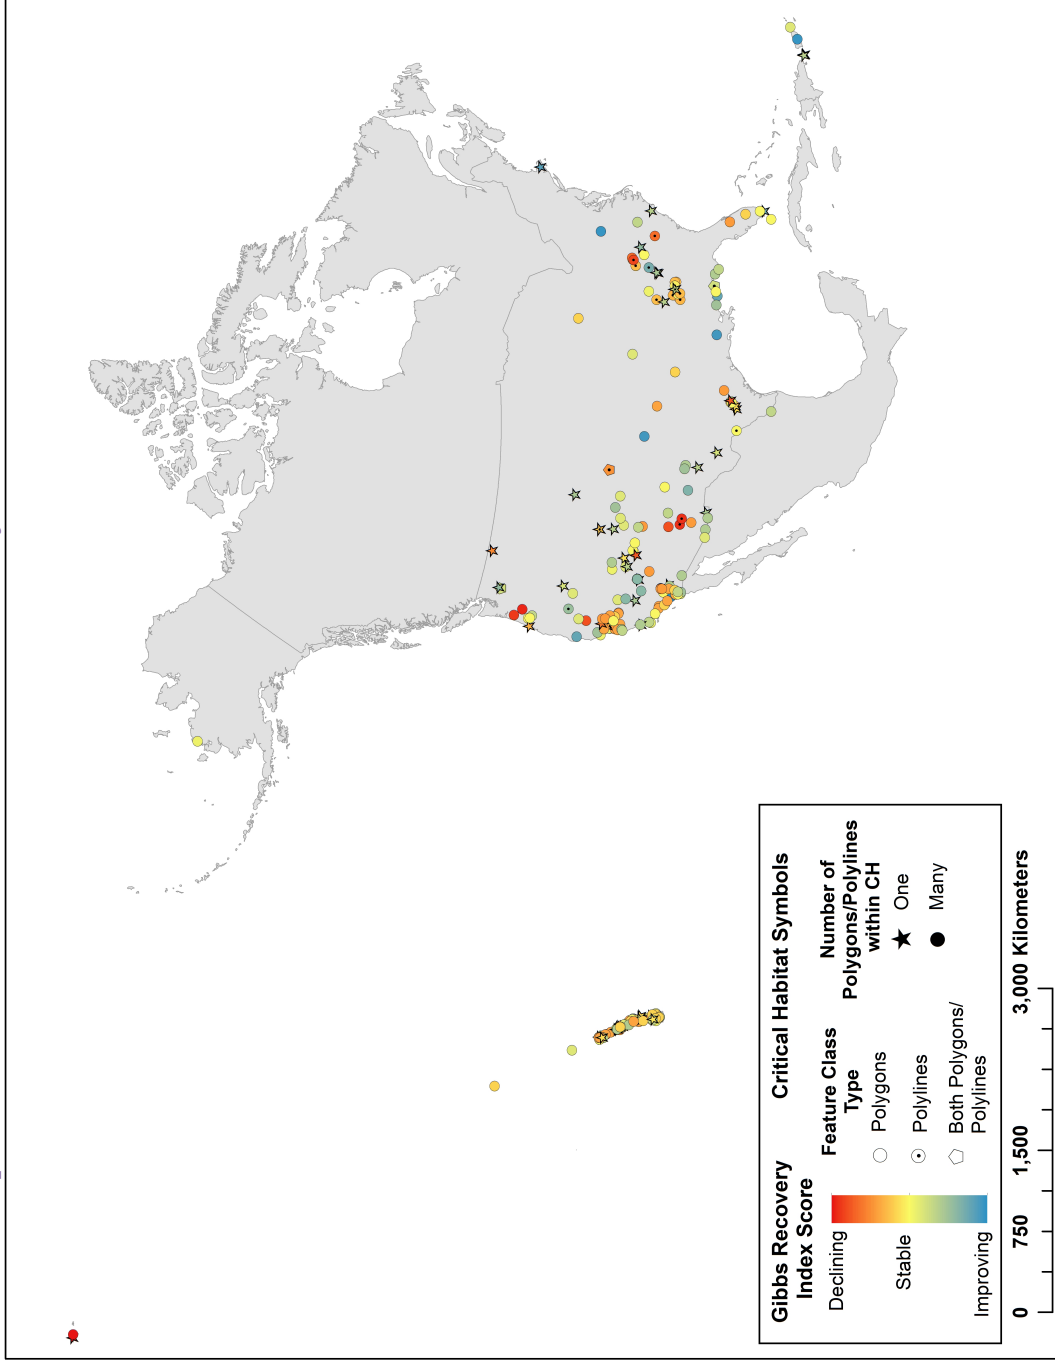 Gibbs Recovery
Index Score
Declining
Stable
Improving
Critical Habitat Symbols
Feature Class
Type
Polygons
Polylines
Both Polygons/
Polylines
Number of
Polygons/Polylines
within CH
One
Many
0 750 1,500 3,000 Kilometers